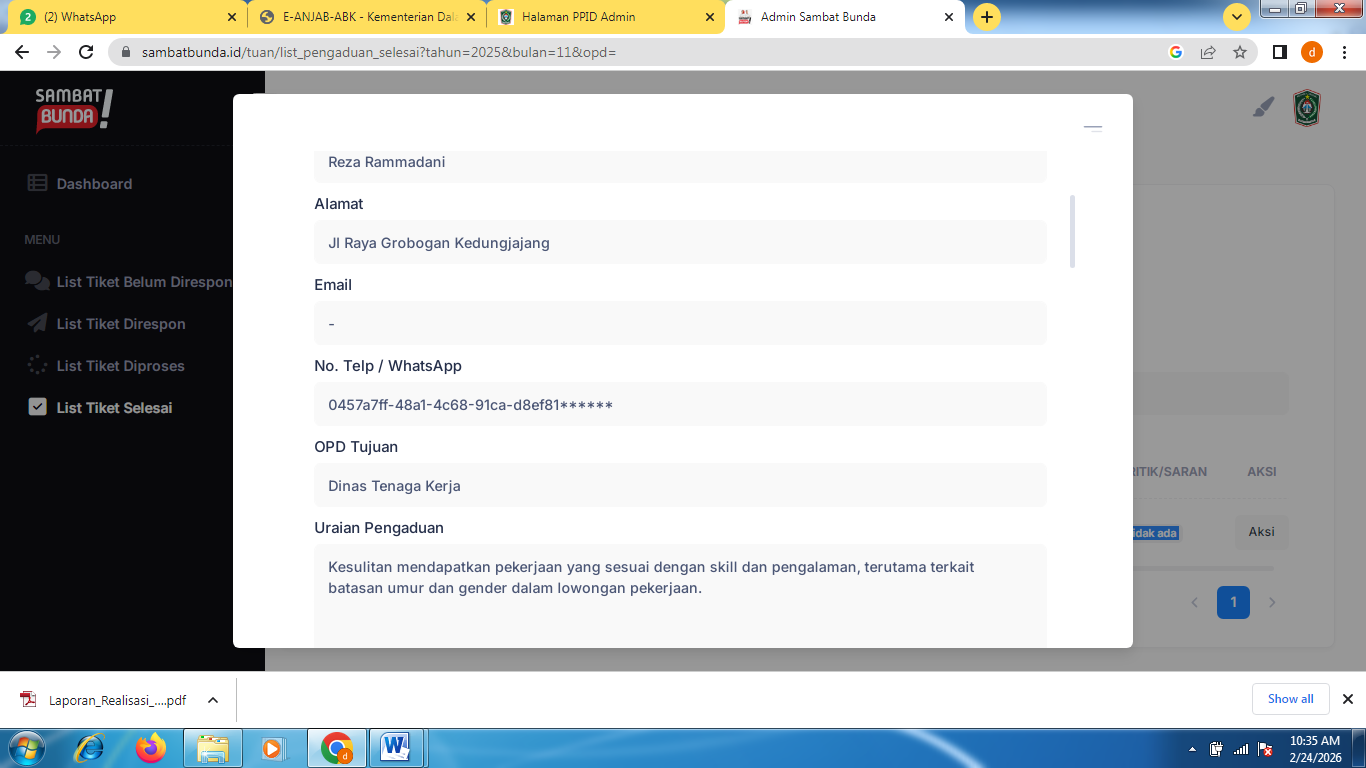 (2) WhatsApp
E-ANJAB-ABK - Kementerian Dala
Halaman PPID Admin
Admin Sambat Bunda
sambatbunda.id/tuan/list_pengaduan_selesai?tahun=2025&bulan=11&opd=
d
SAMBAT
BUNDA!
Dashboard
MENU
List Tiket Belum Direspon
List Tiket Direspon
List Tiket Diproses
List Tiket Selesai
Reza Rammadani
Alamat
Jl Raya Grobogan Kedungjajang
Email
-
No. Telp / WhatsApp
0457a7ff-48a1-4c68-91ca-d8ef81******
OPD Tujuan
Dinas Tenaga Kerja
Uraian Pengaduan
Kesulitan mendapatkan pekerjaan yang sesuai dengan skill dan pengalaman, terutama terkait
batasan umur dan gender dalam lowongan pekerjaan.
RITIK/SARAN
AKSI
idak ada
Aksi
1
Laporan_Realisasi_....pdf
Show all
10:35 AM
2/24/2026